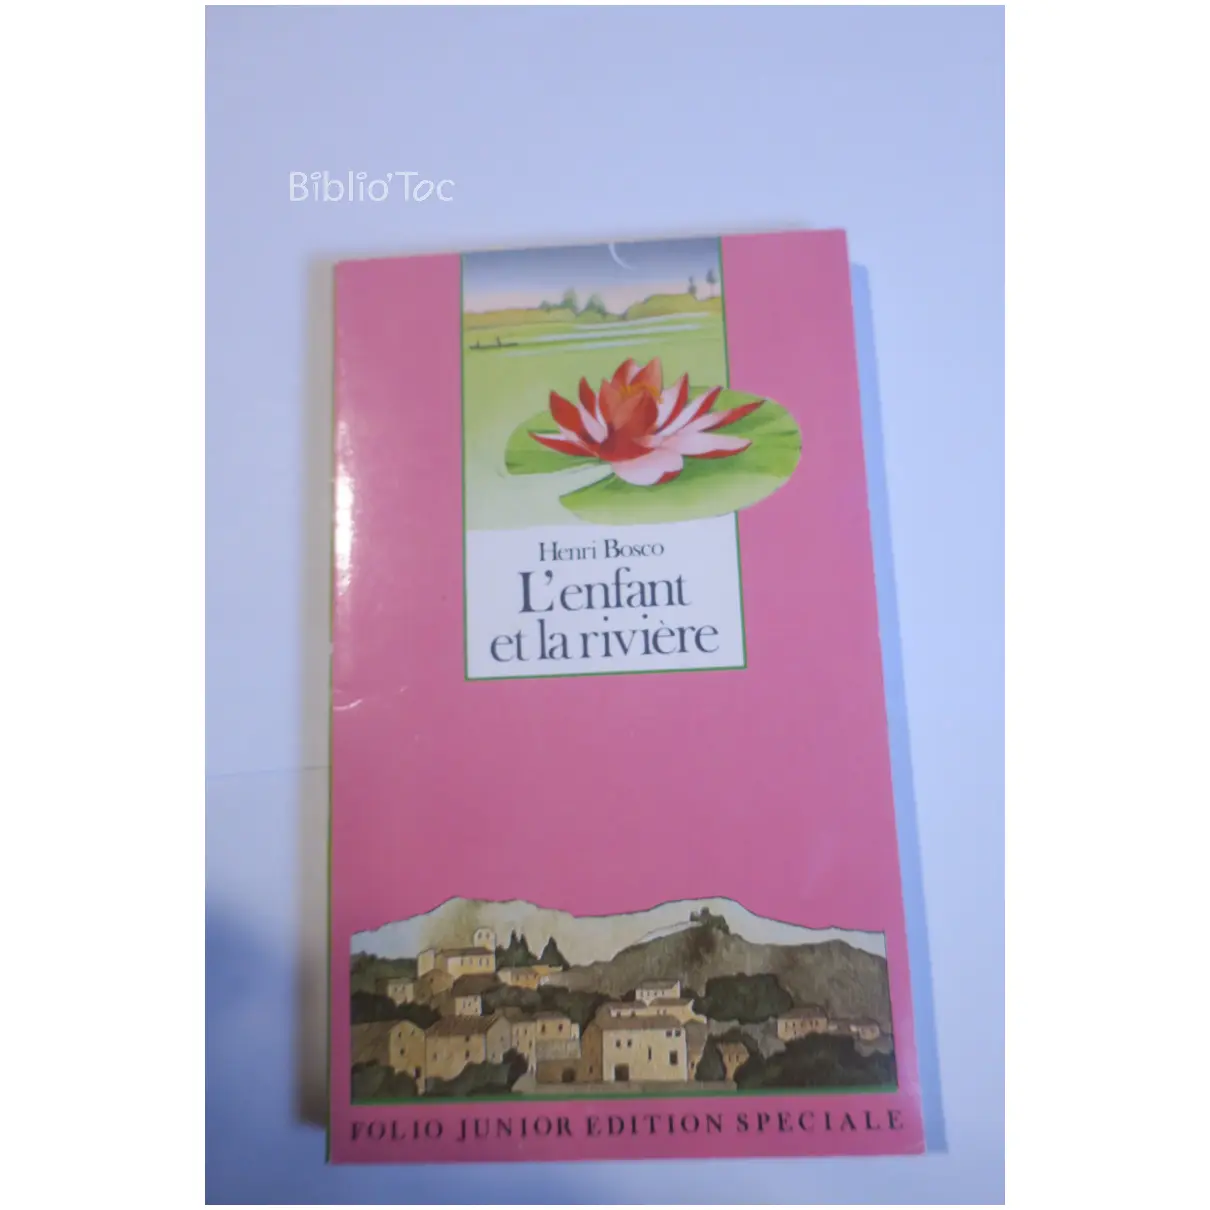 Biblio'Toc
Henri Bosco
L'enfant
et la rivière
FOLIO JUNIOR EDITION SPECIALE